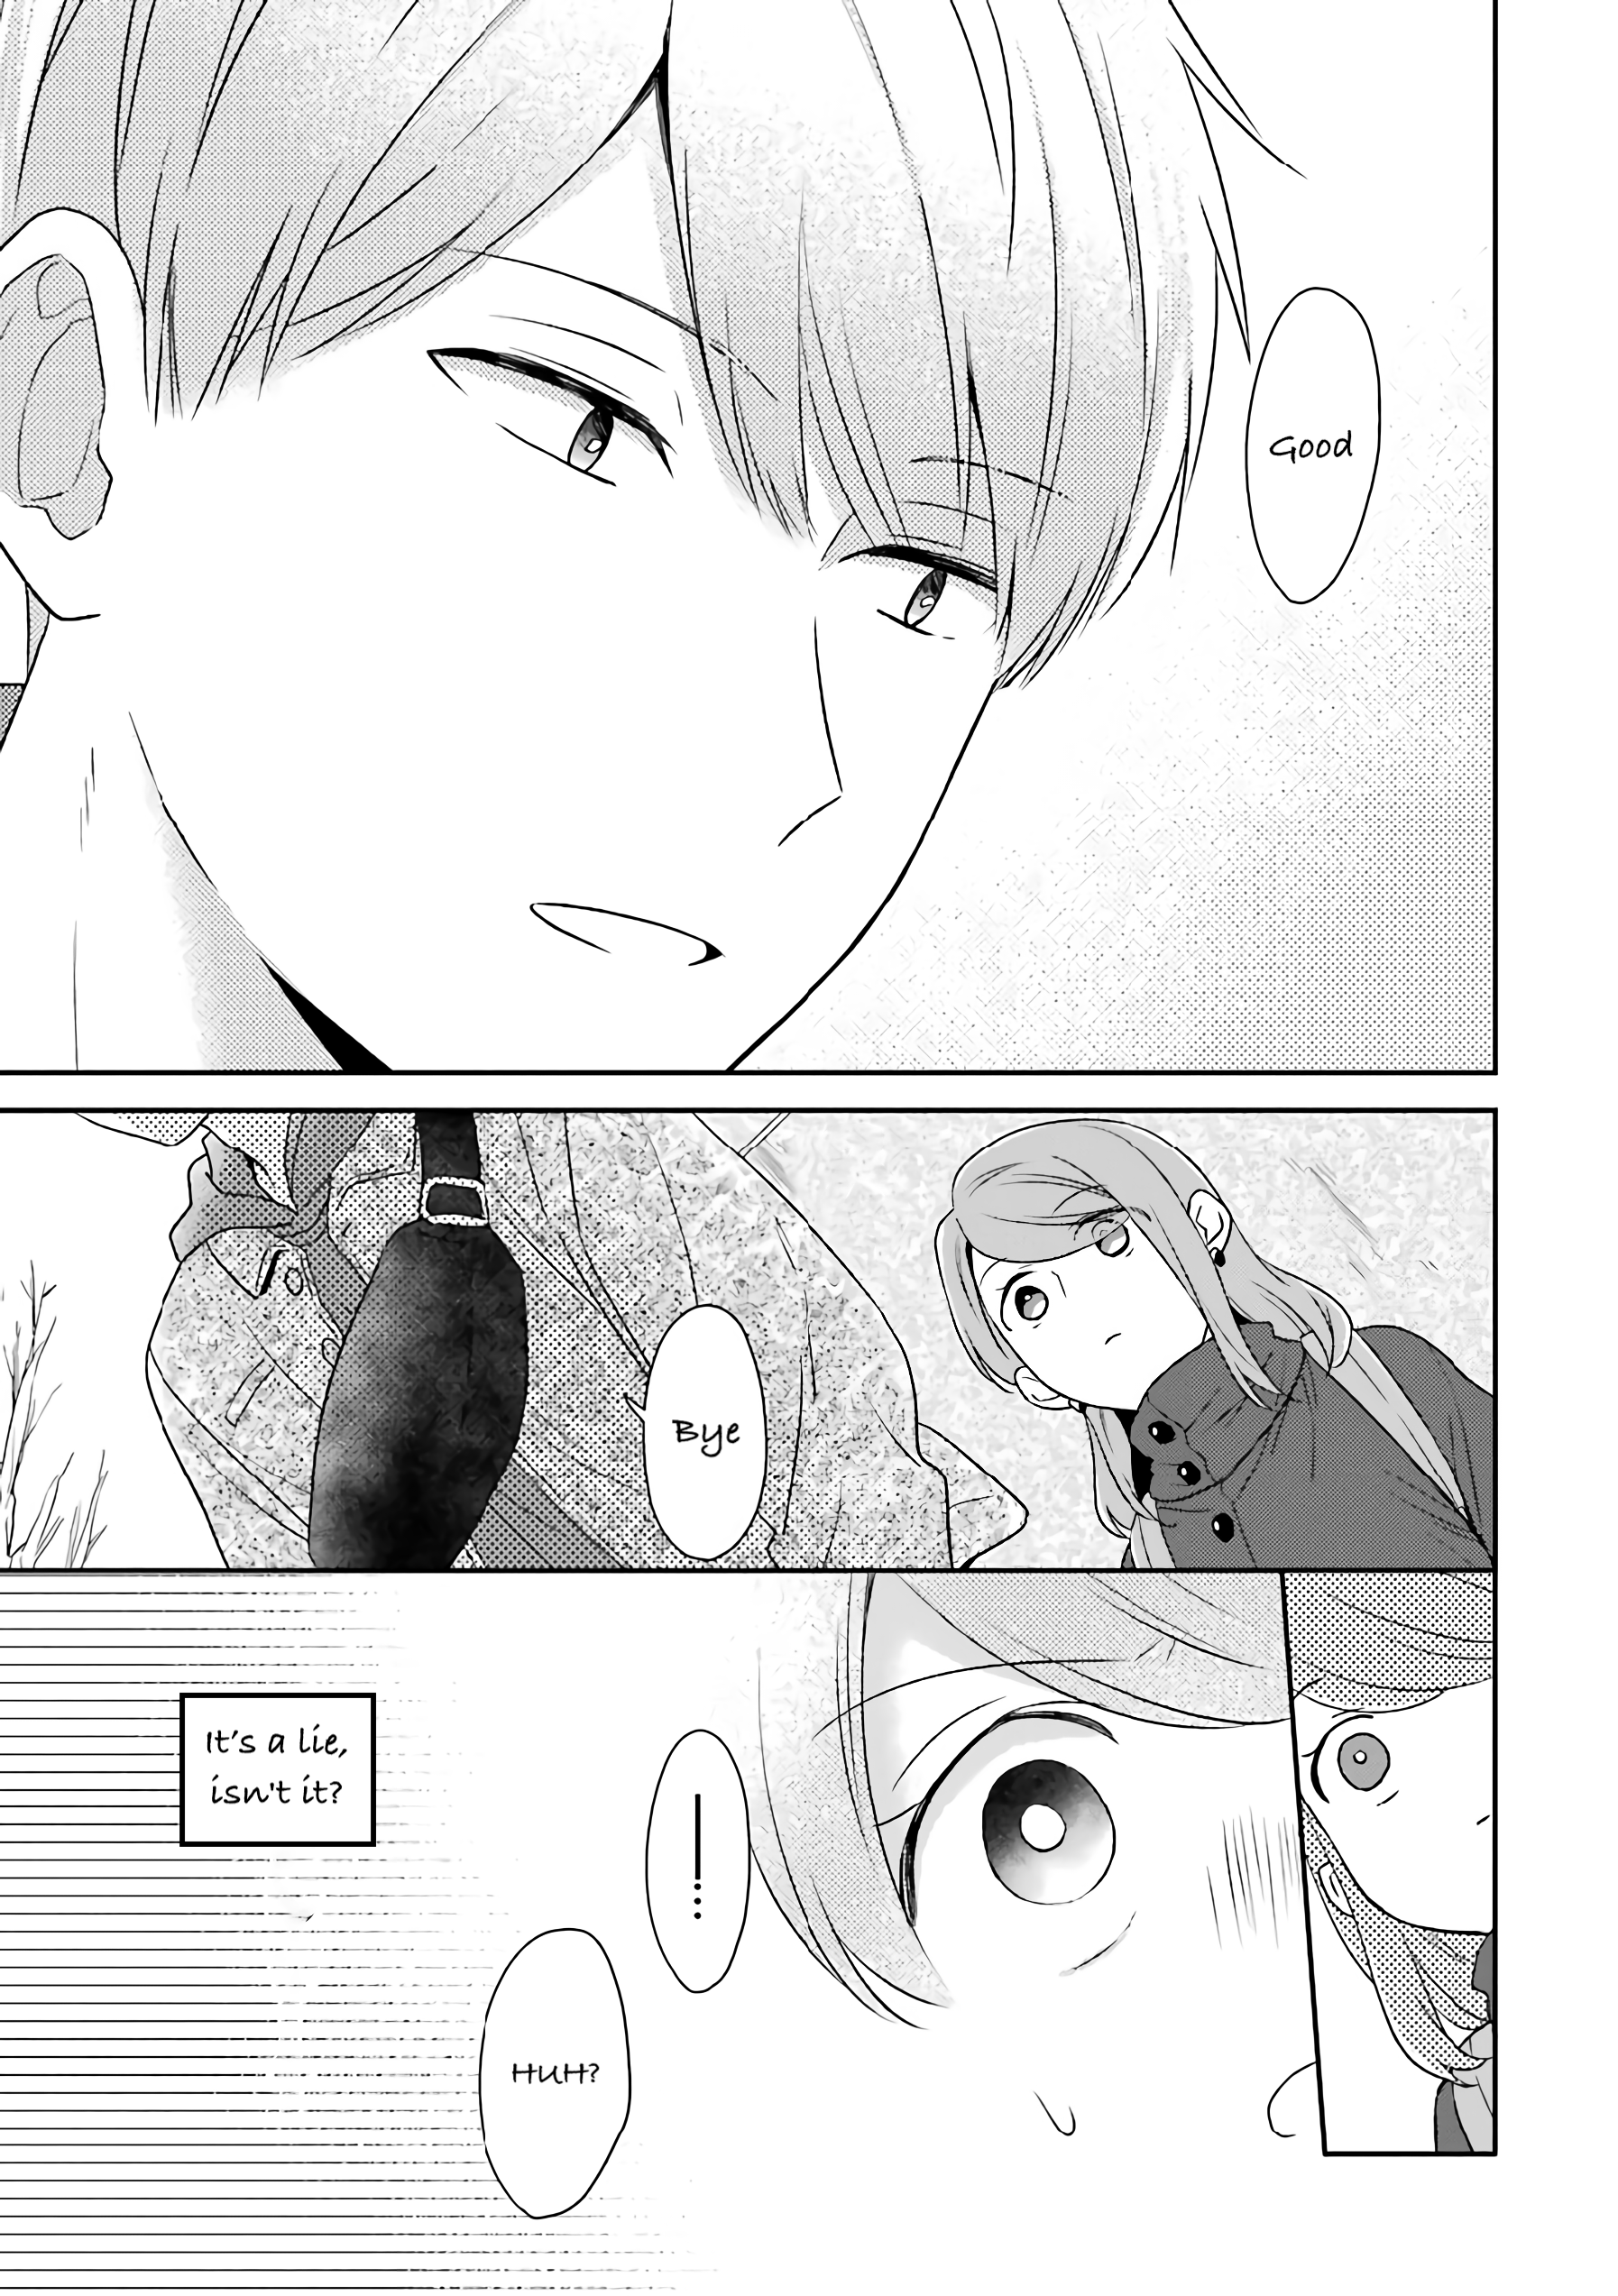 Good
Bye
——...
HUH?
It's a lie,
isn't it?